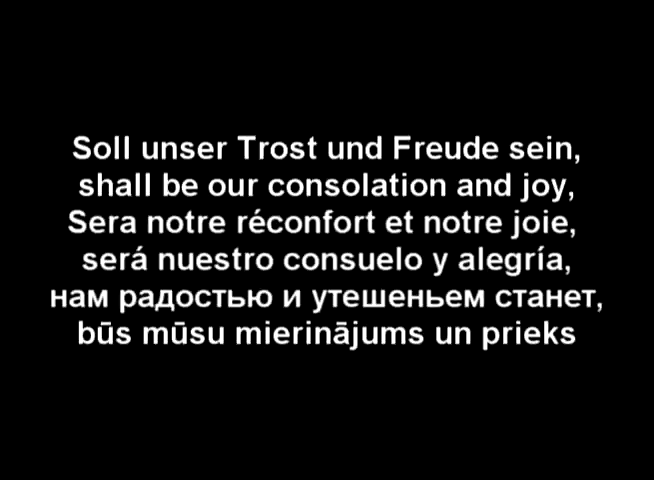 Soll unser Trost und Freude sein,
shall be our consolation and joy,
Sera notre réconfort et notre joie,
será nuestro consuelo y alegría,
нам радостью и утешеньем станет,
būs mūsu mierinājums un prieks